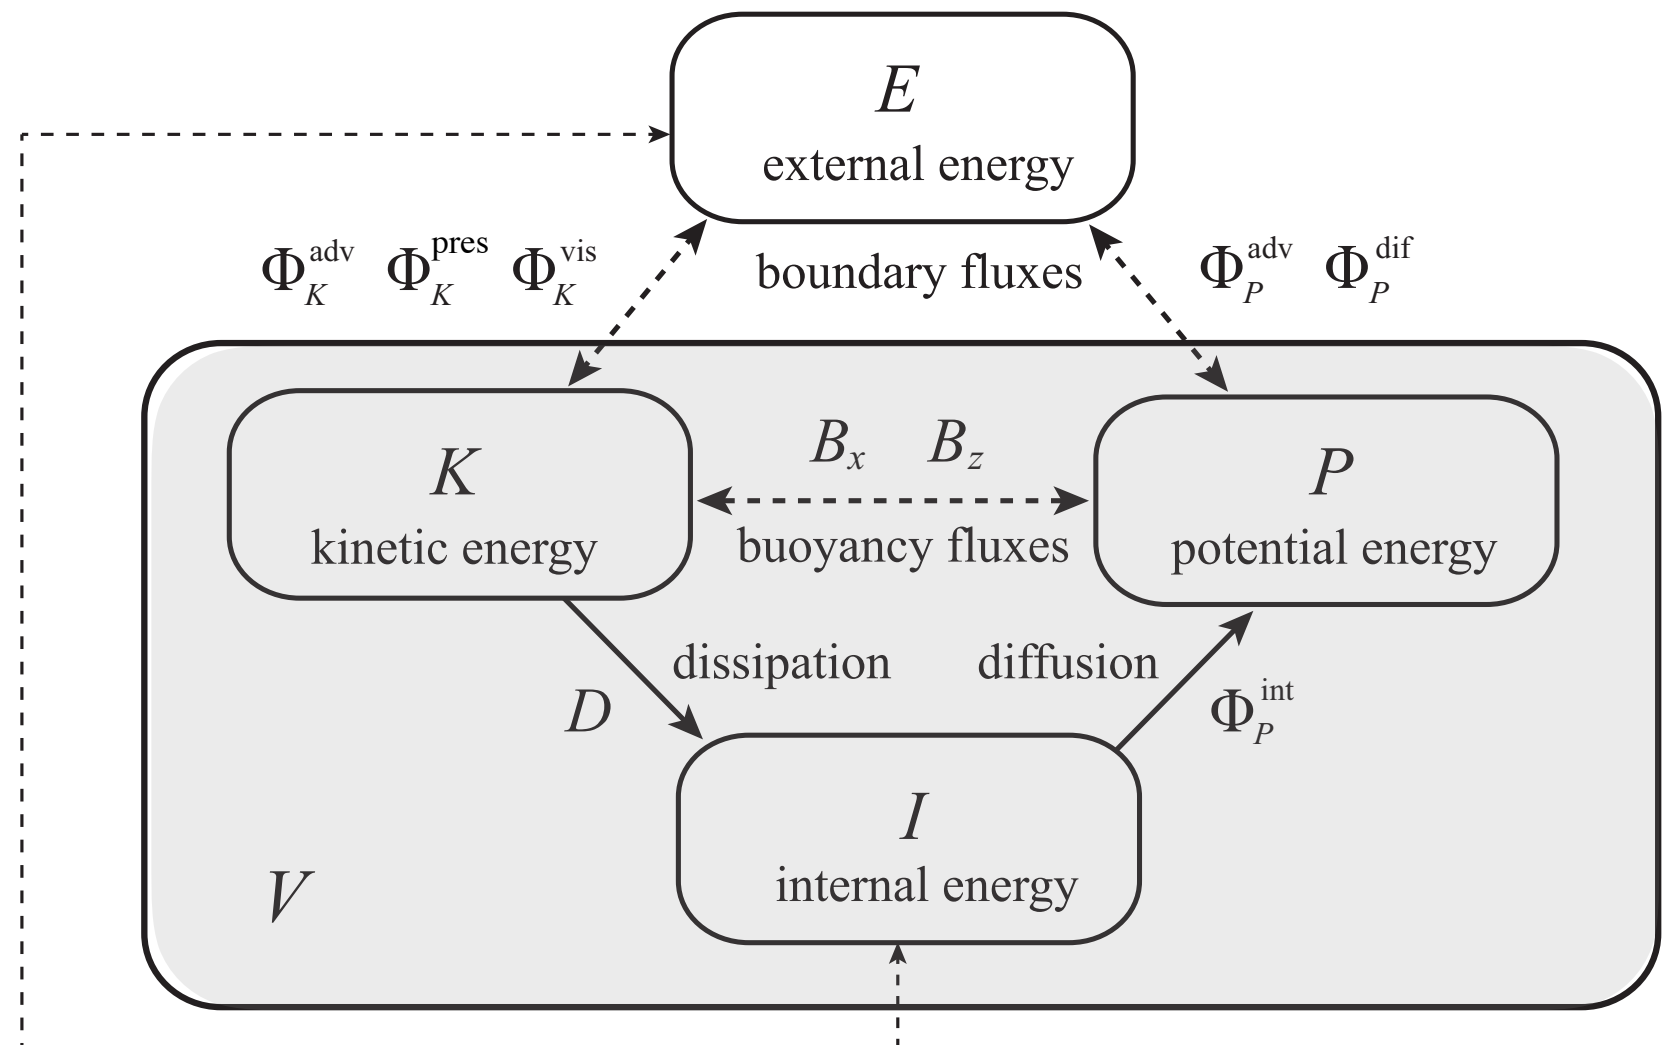 E
external energy
Φ_K^adv Φ_K^pres Φ_K^vis
boundary fluxes
Φ_P^adv Φ_P^dif
K
kinetic energy
B_x B_z
buoyancy fluxes
P
potential energy
dissipation
D
diffusion
Φ_P^int
I
internal energy
V